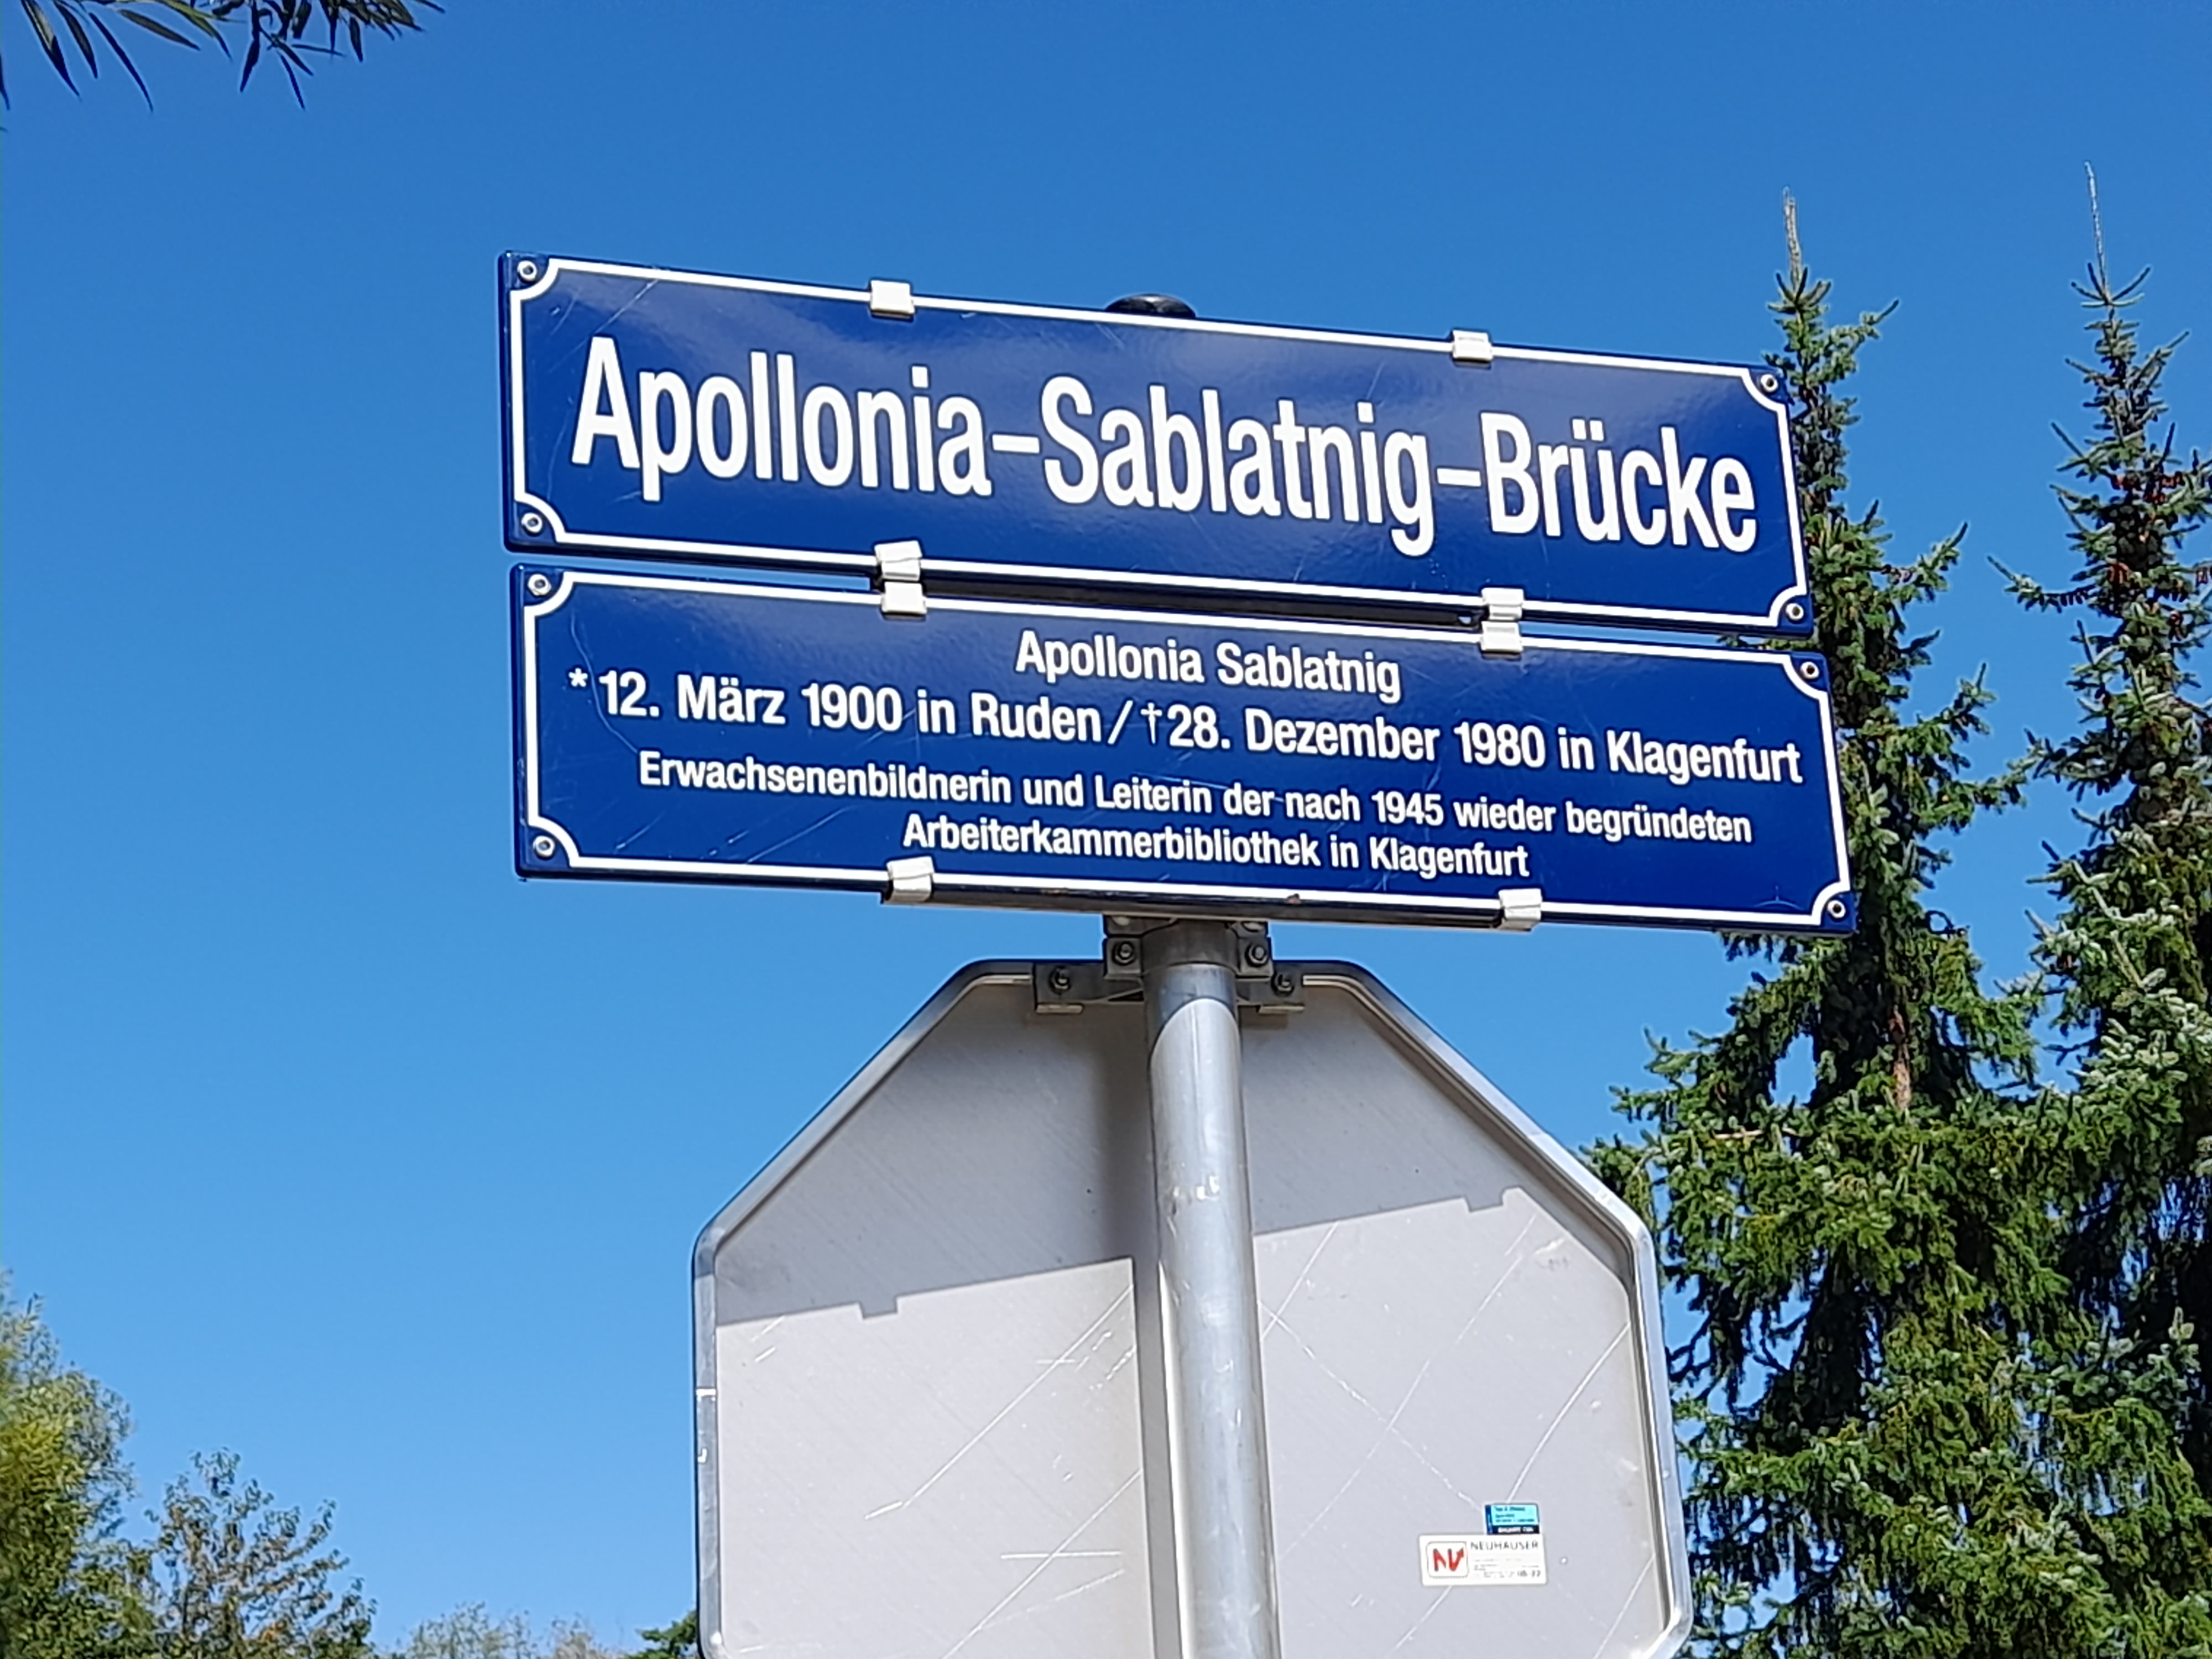 Apollonia-Sablatnig-Brücke
Apollonia Sablatnig
* 12. März 1900 in Ruden / † 28. Dezember 1980 in Klagenfurt
Erwachsenenbildnerin und Leiterin der nach 1945 wieder begründeten
Arbeiterkammerbibliothek in Klagenfurt
NEUHAUSER